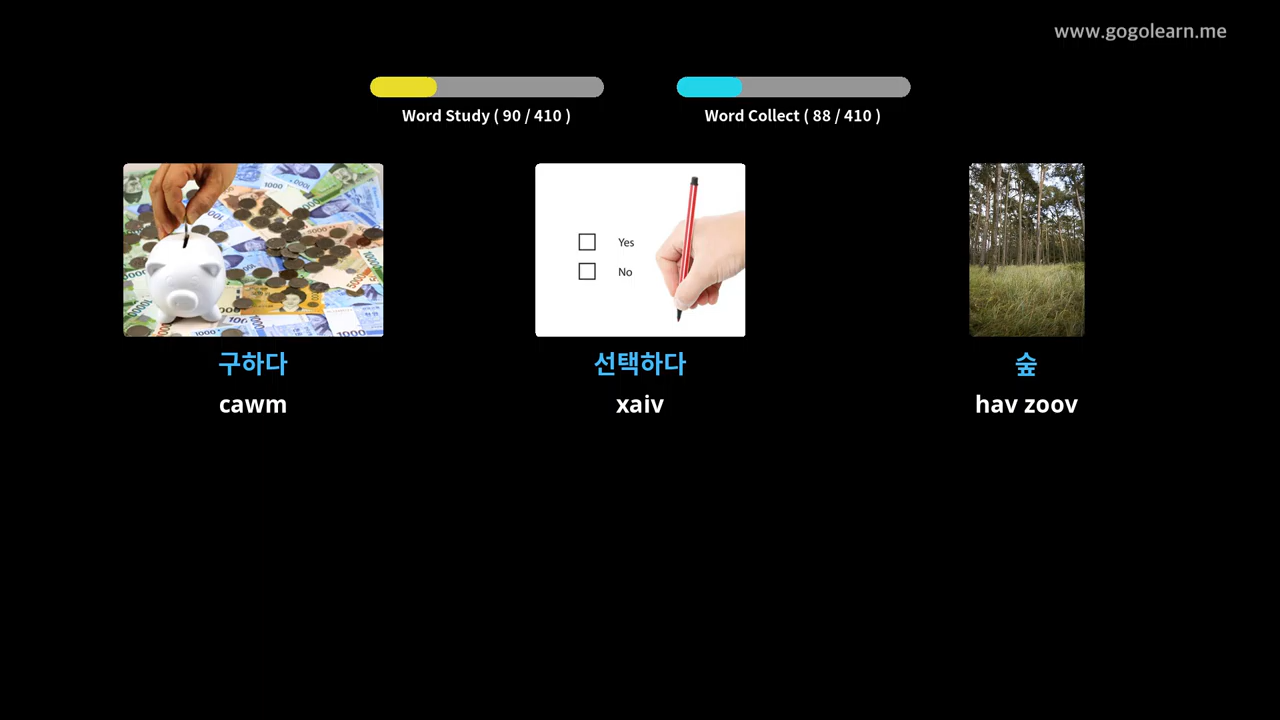 www.gogolearn.me
Word Study ( 90 / 410 )
Word Collect ( 88 / 410 )
Yes
No
구하다
선택하다
숲
cawm
xaiv
hav zoov